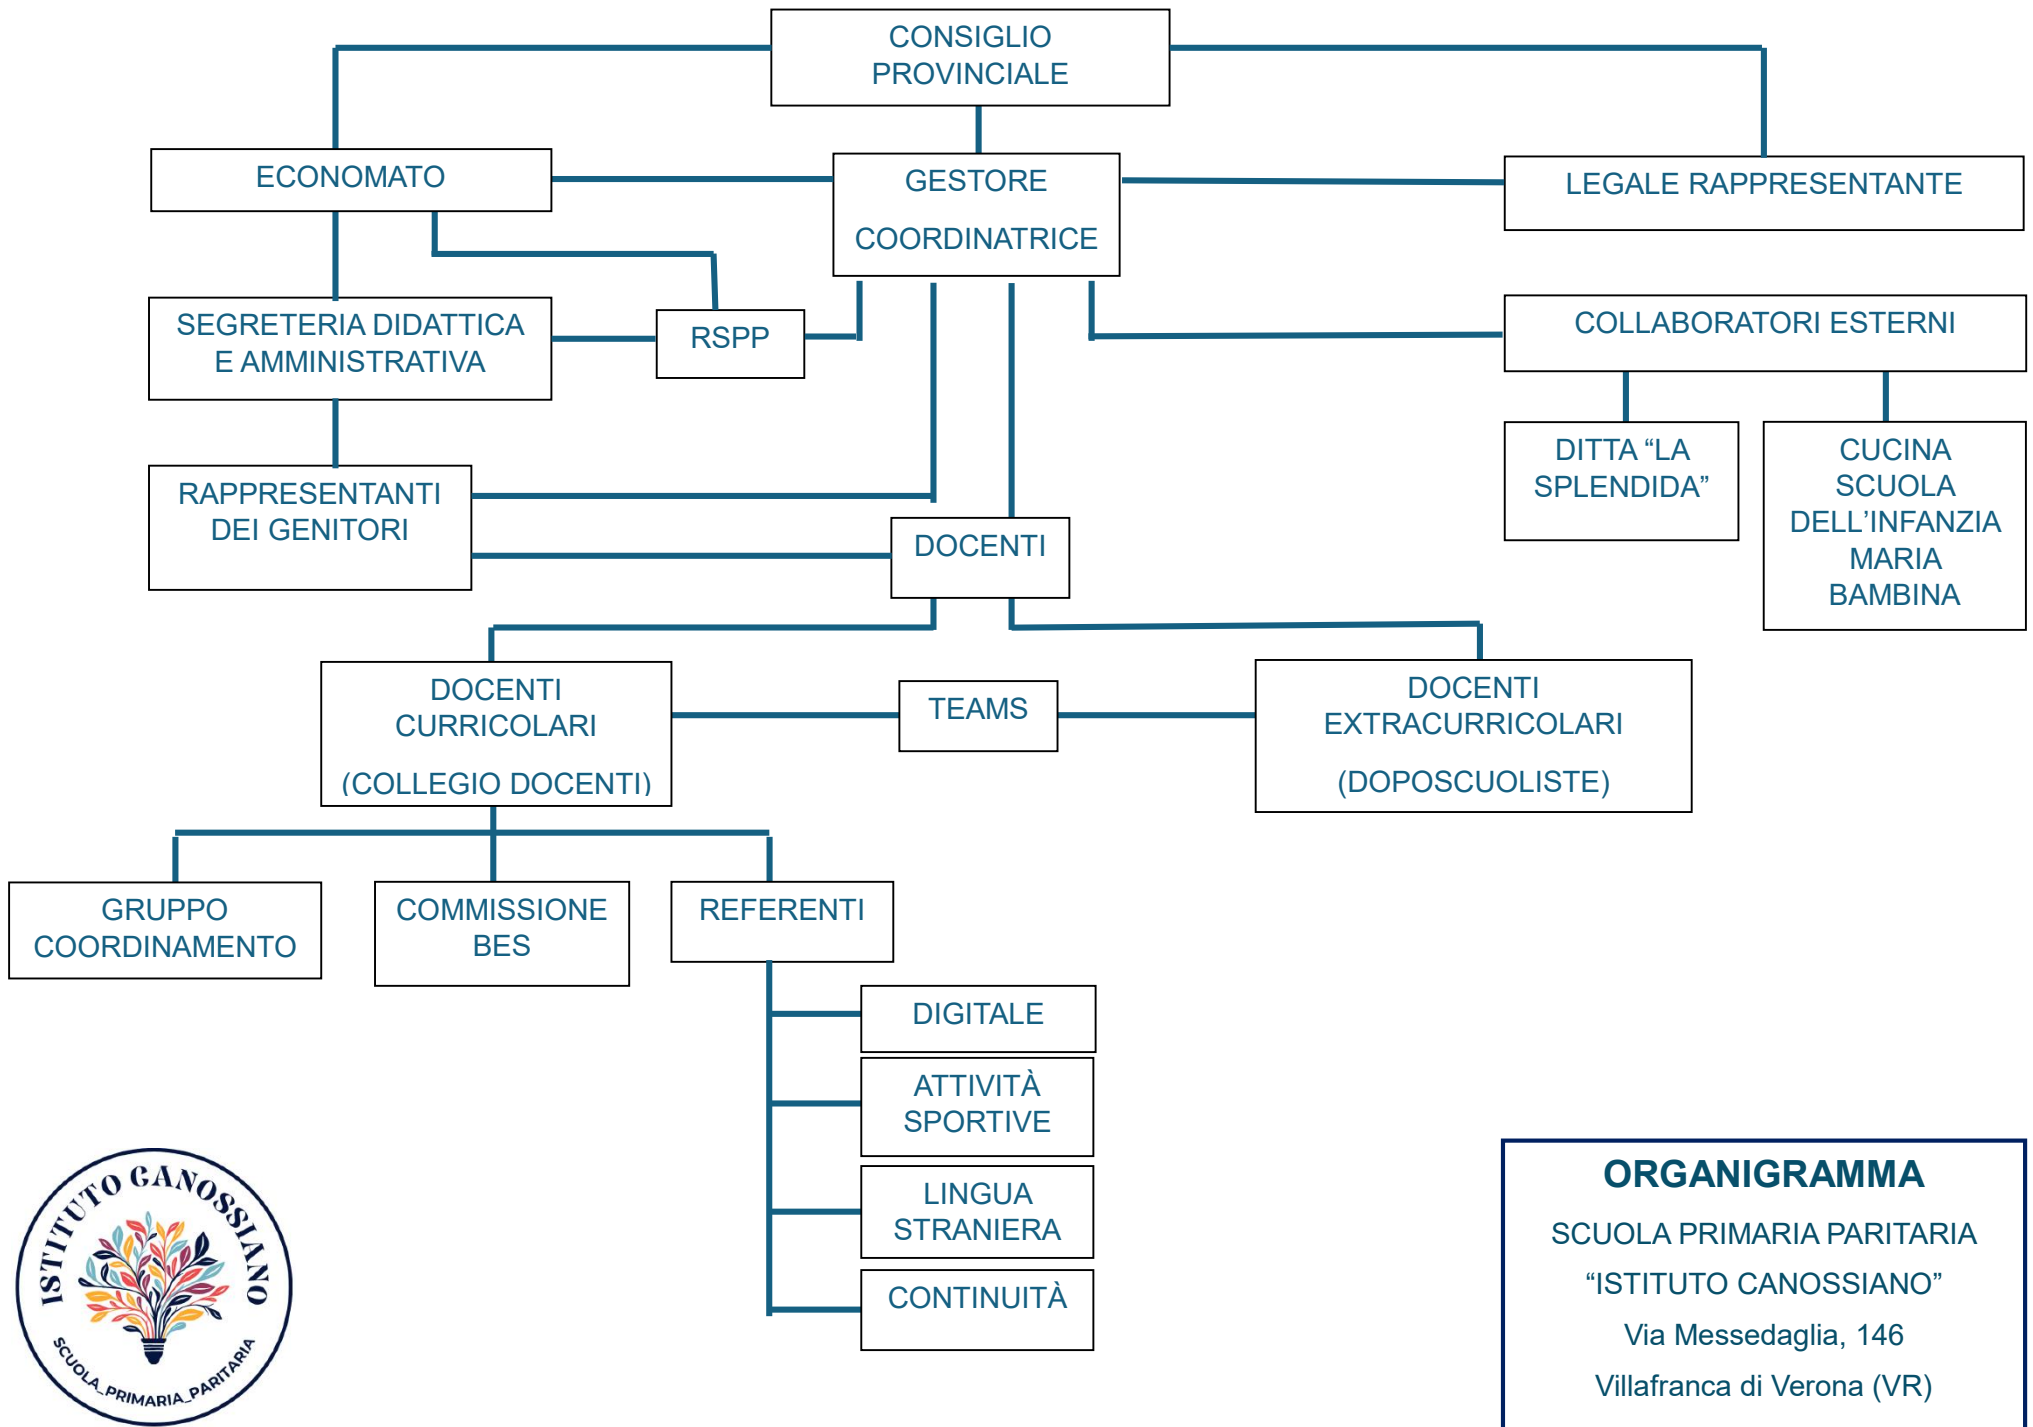 CONSIGLIO
PROVINCIALE
ECONOMATO
GESTORE
COORDINATRICE
LEGALE RAPPRESENTANTE
SEGRETERIA DIDATTICA
E AMMINISTRATIVA
RSPP
COLLABORATORI ESTERNI
DITTA “LA
SPLENDIDA”
CUCINA
SCUOLA
DELL’INFANZIA
MARIA
BAMBINA
RAPPRESENTANTI
DEI GENITORI
DOCENTI
DOCENTI
CURRICOLARI
(COLLEGIO DOCENTI)
TEAMS
DOCENTI
EXTRACURRICOLARI
(DOPOSCUOLISTE)
GRUPPO
COORDINAMENTO
COMMISSIONE
BES
REFERENTI
DIGITALE
ATTIVITÀ
SPORTIVE
LINGUA
STRANIERA
CONTINUITÀ
ISTITUTO CANOSSIANO
SCUOLA_PRIMARIA_PARITARIA
ORGANIGRAMMA
SCUOLA PRIMARIA PARITARIA
“ISTITUTO CANOSSIANO”
Via Messedaglia, 146
Villafranca di Verona (VR)